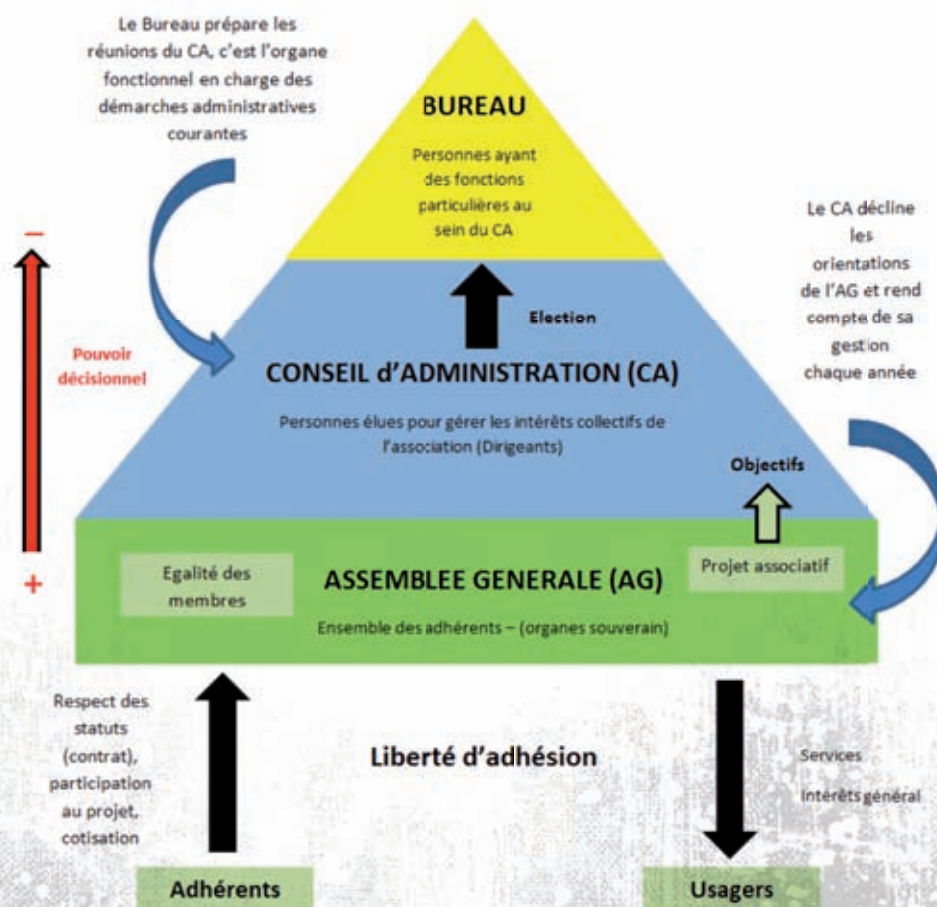 Le Bureau prépare les
réunions du CA, c'est l'organe
fonctionnel en charge des
démarches administratives
courantes
BUREAU
Personnes ayant
des fonctions
particulières au
sein du CA
Le CA décline
les
orientations
de l'AG et rend
compte de sa
gestion
chaque année
–
Pouvoir
décisionnel
+
Election
CONSEIL d'ADMINISTRATION (CA)
Personnes élues pour gérer les intérêts collectifs de
l'association (Dirigeants)
Objectifs
Egalité des
membres
ASSEMBLEE GENERALE (AG)
Ensemble des adhérents – (organes souverain)
Projet associatif
Respect des
statuts
(contrat),
participation
au projet,
cotisation
Liberté d'adhésion
Services
Intérêts général
Adhérents
Usagers